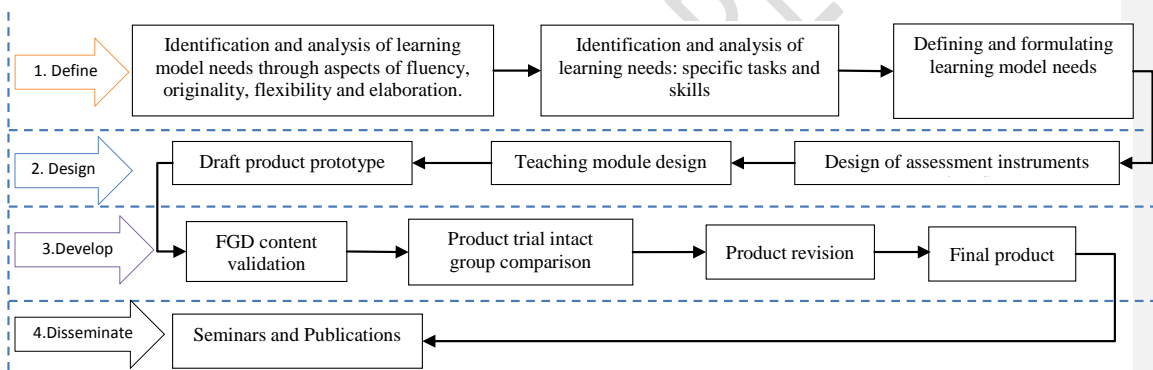 1. Define
Identification and analysis of learning
model needs through aspects of fluency,
originality, flexibility and elaboration.
Identification and analysis of
learning needs: specific tasks and
skills
Defining and formulating
learning model needs
2. Design
Draft product prototype
Teaching module design
Design of assessment instruments
3.Develop
FGD content
validation
Product trial intact
group comparison
Product revision
Final product
4.Disseminate
Seminars and Publications